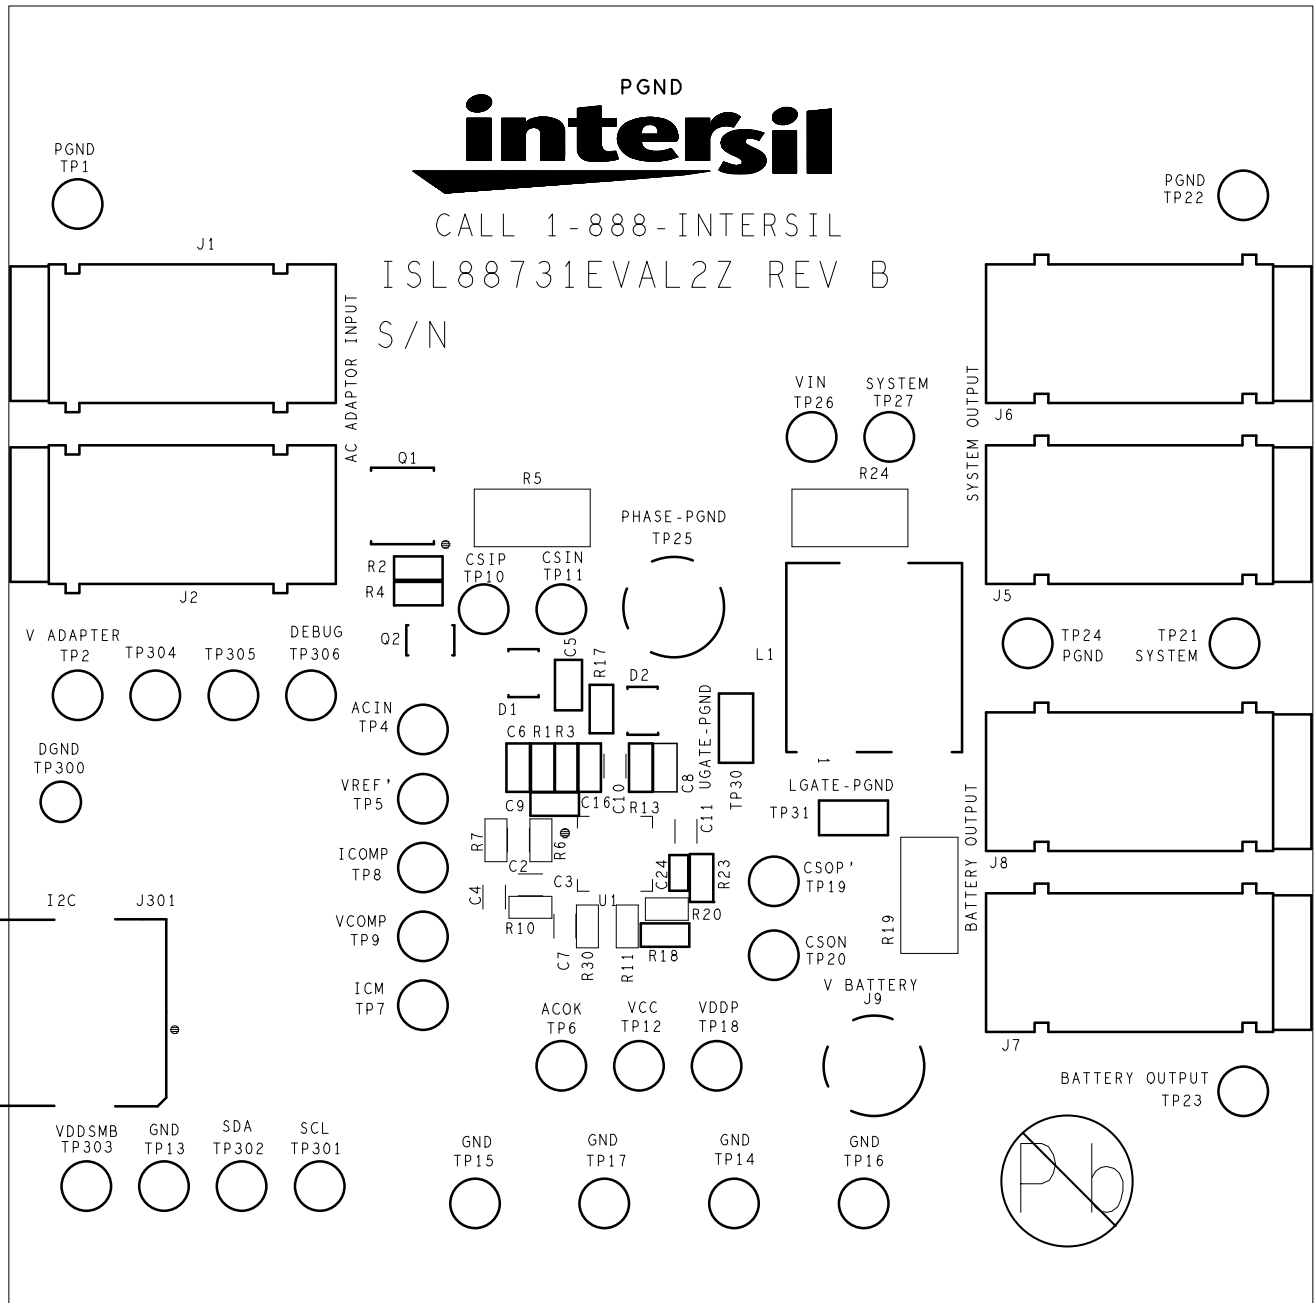 PGND
intersil
CALL 1-888-INTERSIL
ISL88731EVAL2Z REV B
S/N
PGND
TP1
J1
AC ADAPTOR INPUT
J2
PGND
TP22
J6
SYSTEM OUTPUT
J5
VIN
TP26
SYSTEM
TP27
R24
Q1
R5
PHASE-PGND
TP25
R2
R4
CSIP
TP10
CSIN
TP11
Q2
V ADAPTER
TP2
TP304
TP305
DEBUG
TP306
TP24
PGND
TP21
SYSTEM
L1
1
C5
R17
D2
D1
UGATE-PGND
TP30
ACIN
TP4
C6
R1
R3
C16
C10
R13
C8
C9
C11
LGATE-PGND
TP31
DGND
TP300
VREF'
TP5
R7
R6
C2
C3
U1
C24
R23
R20
R18
C4
R10
C7
R30
R11
ICOMP
TP8
VCOMP
TP9
ICM
TP7
CSOP'
TP19
CSON
TP20
R19
BATTERY OUTPUT
J8
J7
V BATTERY
J9
I2C
J301
ACOK
TP6
VCC
TP12
VDDP
TP18
BATTERY OUTPUT
TP23
VDDSMB
TP303
GND
TP13
SDA
TP302
SCL
TP301
GND
TP15
GND
TP17
GND
TP14
GND
TP16
Pb